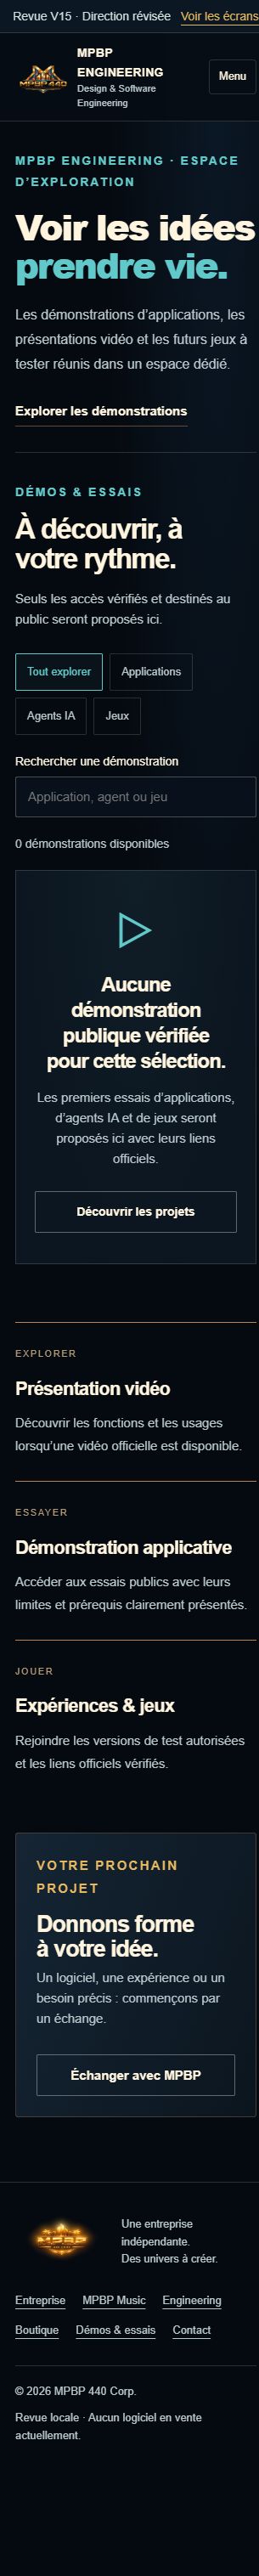 Revue V15 · Direction révisée Voir les écrans
MPBP 440
MPBP
ENGINEERING
Design & Software
Engineering
Menu
MPBP ENGINEERING · ESPACE
D’EXPLORATION
Voir les idées
prendre vie.
Les démonstrations d’applications, les
présentations vidéo et les futurs jeux à
tester réunis dans un espace dédié.
Explorer les démonstrations
DÉMOS & ESSAIS
À découvrir, à
votre rythme.
Seuls les accès vérifiés et destinés au
public seront proposés ici.
Tout explorer Applications
Agents IA Jeux
Rechercher une démonstration
Application, agent ou jeu
0 démonstrations disponibles
Aucune
démonstration
publique vérifiée
pour cette sélection.
Les premiers essais d’applications,
d’agents IA et de jeux seront
proposés ici avec leurs liens
officiels.
Découvrir les projets
EXPLORER
Présentation vidéo
Découvrir les fonctions et les usages
lorsqu’une vidéo officielle est disponible.
ESSAYER
Démonstration applicative
Accéder aux essais publics avec leurs
limites et prérequis clairement présentés.
JOUER
Expériences & jeux
Rejoindre les versions de test autorisées
et les liens officiels vérifiés.
VOTRE PROCHAIN
PROJET
Donnons forme
à votre idée.
Un logiciel, une expérience ou un
besoin précis : commençons par
un échange.
Échanger avec MPBP
MPBP
Une entreprise
indépendante.
Des univers à créer.
Entreprise MPBP Music Engineering
Boutique Démos & essais Contact
© 2026 MPBP 440 Corp.
Revue locale · Aucun logiciel en vente
actuellement.